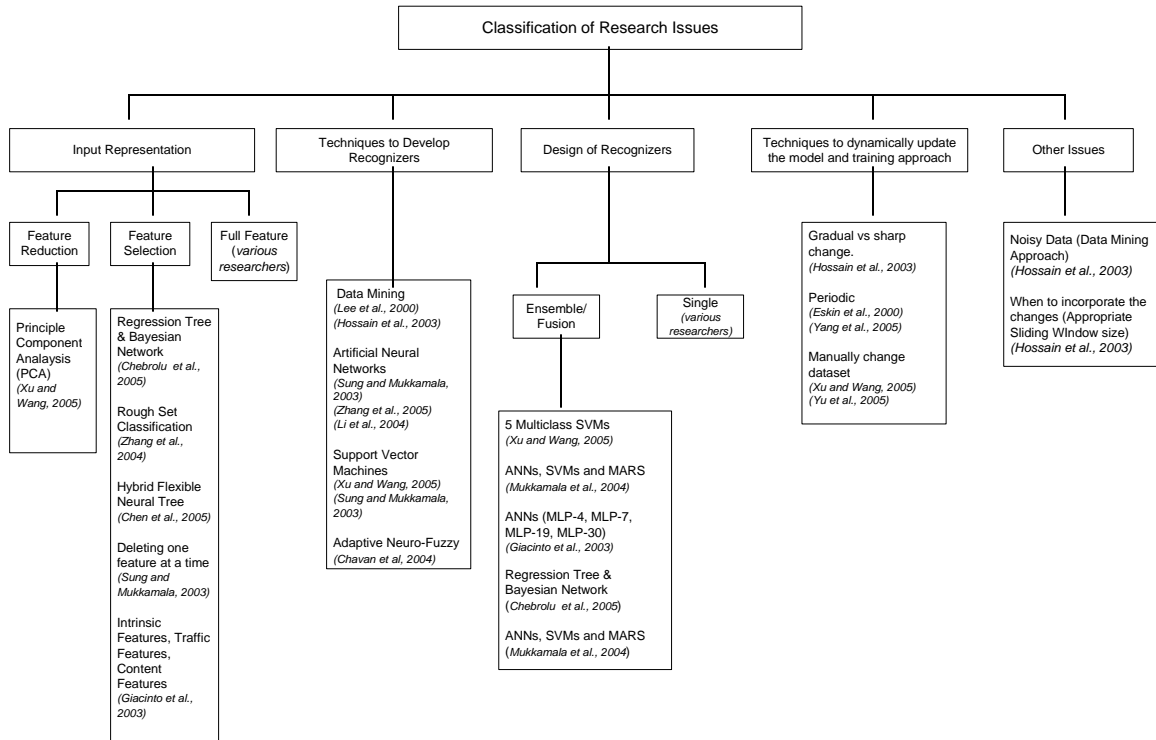 Classification of Research Issues
Input Representation
Techniques to Develop
Recognizers
Design of Recognizers
Techniques to dynamically update
the model and training approach
Other Issues
Feature
Reduction
Feature
Selection
Full Feature
(various
researchers)
Principle
Component
Analaysis
(PCA)
(Xu and
Wang, 2005)
Regression Tree
& Bayesian
Network
(Chebrolu et al.,
2005)
Rough Set
Classification
(Zhang et al.,
2004)
Hybrid Flexible
Neural Tree
(Chen et al., 2005)
Deleting one
feature at a time
(Sung and
Mukkamala, 2003)
Intrinsic
Features, Traffic
Features,
Content
Features
(Giacinto et al.,
2003)
Data Mining
(Lee et al., 2000)
(Hossain et al., 2003)
Artificial Neural
Networks
(Sung and Mukkamala,
2003)
(Zhang et al., 2005)
(Li et al., 2004)
Support Vector
Machines
(Xu and Wang, 2005)
(Sung and Mukkamala,
2003)
Adaptive Neuro-Fuzzy
(Chavan et al, 2004)
Ensemble/
Fusion
Single
(various
researchers)
5 Multiclass SVMs
(Xu and Wang, 2005)
ANNs, SVMs and MARS
(Mukkamala et al., 2004)
ANNs (MLP-4, MLP-7,
MLP-19, MLP-30)
(Giacinto et al., 2003)
Regression Tree &
Bayesian Network
(Chebrolu et al., 2005)
ANNs, SVMs and MARS
(Mukkamala et al., 2004)
Gradual vs sharp
change.
(Hossain et al., 2003)
Periodic
(Eskin et al., 2000)
(Yang et al., 2005)
Manually change
dataset
(Xu and Wang, 2005)
(Yu et al., 2005)
Noisy Data (Data Mining
Approach)
(Hossain et al., 2003)
When to incorporate the
changes (Appropriate
Sliding WIndow size)
(Hossain et al., 2003)